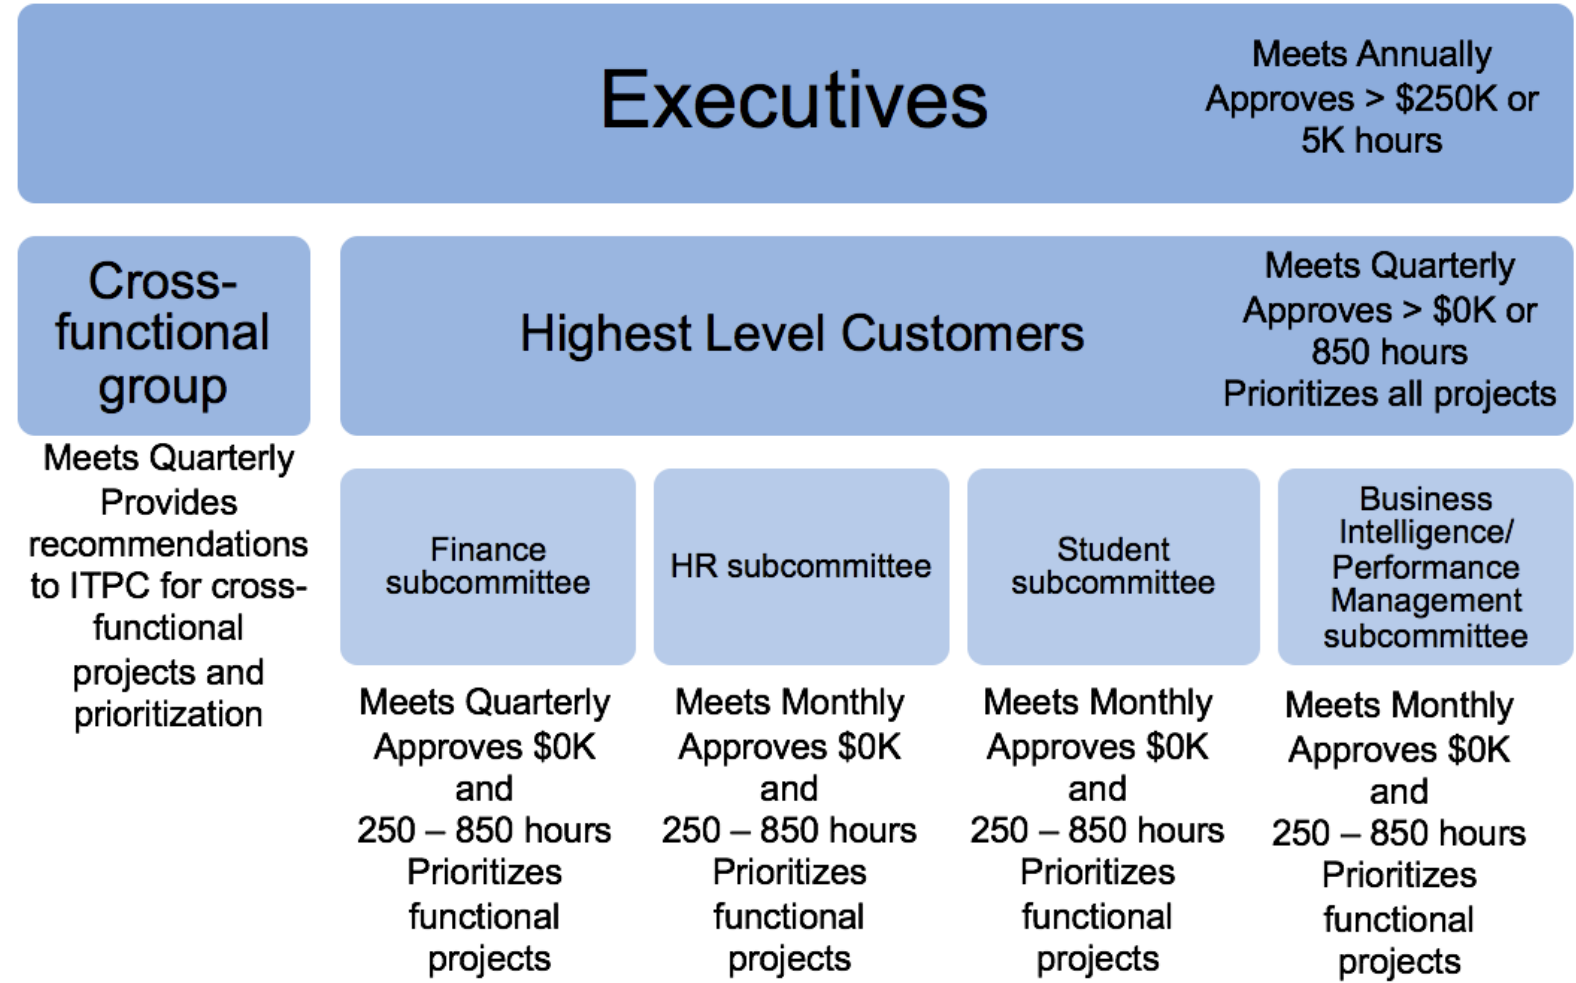 Executives
Meets Annually
Approves > $250K or
5K hours
Cross-
functional
group
Meets Quarterly
Provides
recommendations
to ITPC for cross-
functional
projects and
prioritization
Highest Level Customers
Meets Quarterly
Approves > $0K or
850 hours
Prioritizes all projects
Finance
subcommittee
Meets Quarterly
Approves $0K
and
250 – 850 hours
Prioritizes
functional
projects
HR subcommittee
Meets Monthly
Approves $0K
and
250 – 850 hours
Prioritizes
functional
projects
Student
subcommittee
Meets Monthly
Approves $0K
and
250 – 850 hours
Prioritizes
functional
projects
Business
Intelligence/
Performance
Management
subcommittee
Meets Monthly
Approves $0K
and
250 – 850 hours
Prioritizes
functional
projects